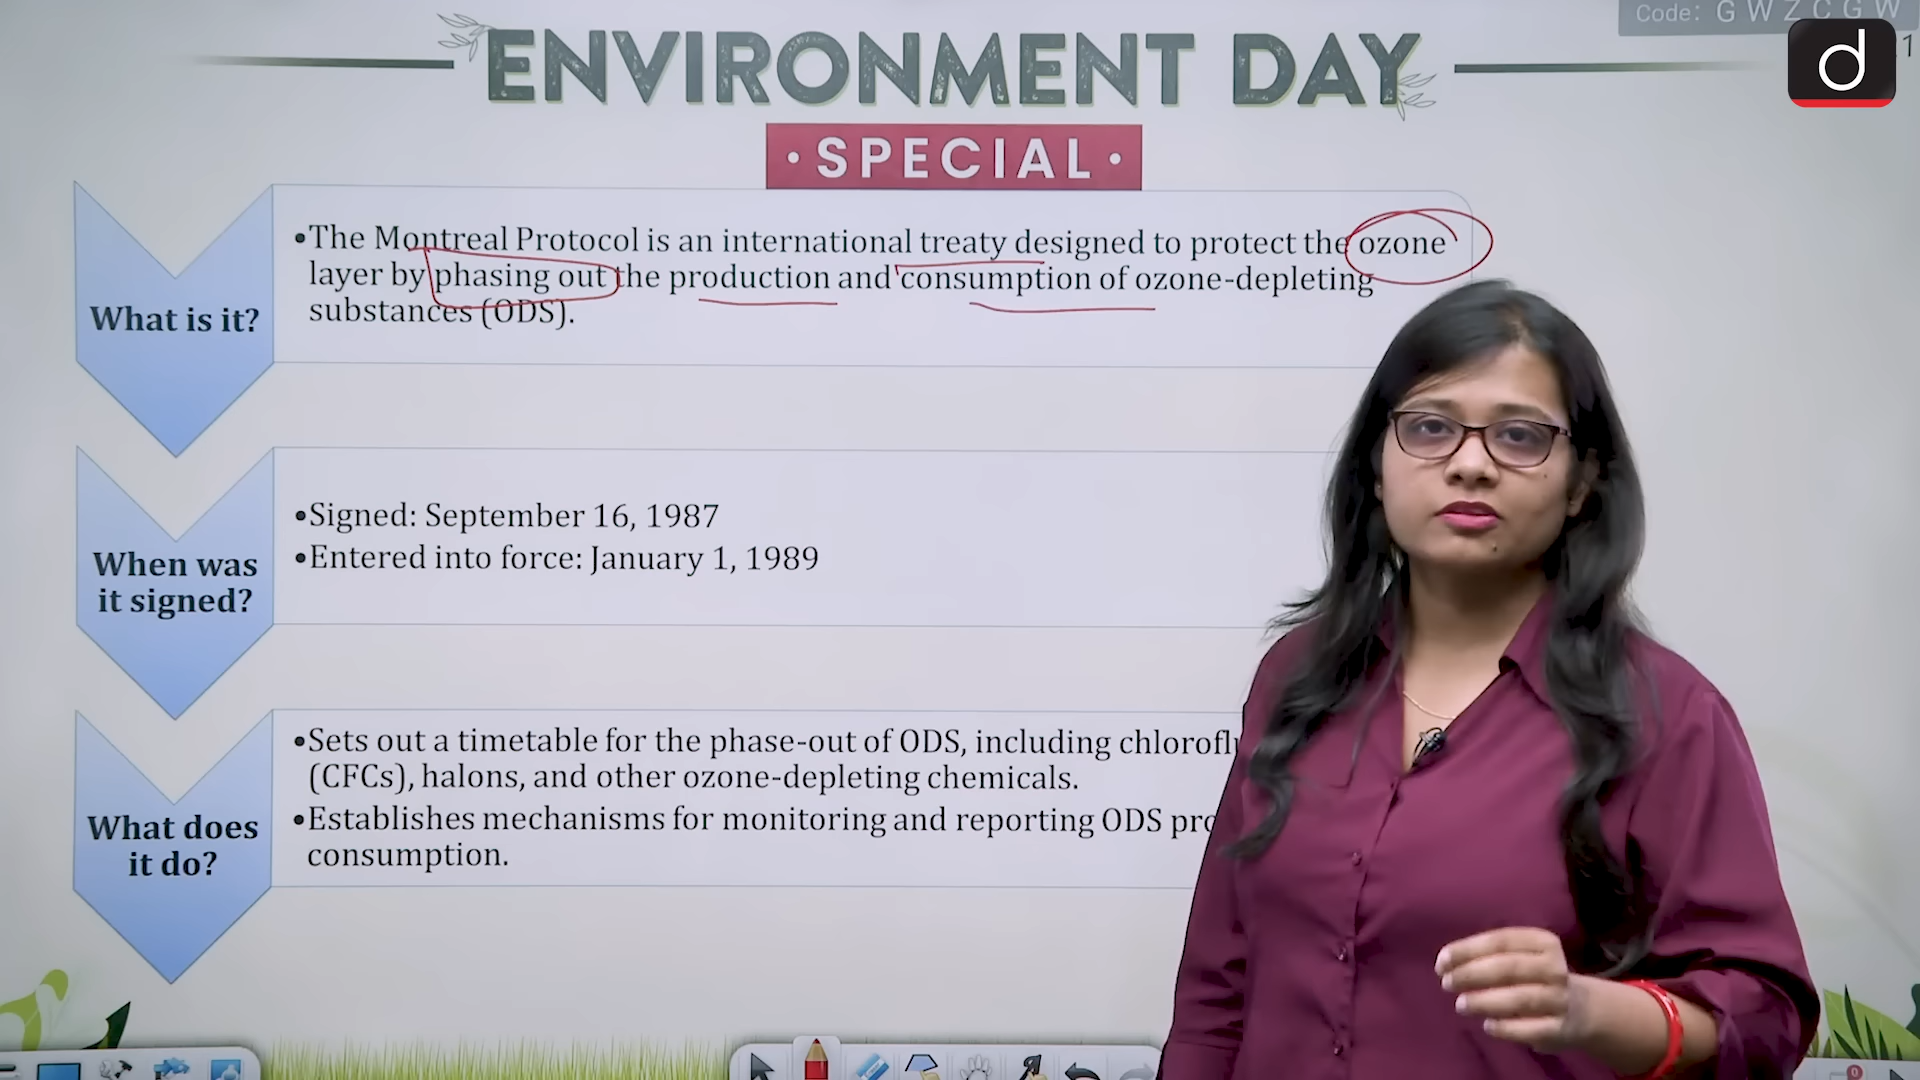 Code: G W Z C G W
1
d
ENVIRONMENT DAY
• SPECIAL •
What is it?
•The Montreal Protocol is an international treaty designed to protect the ozone
layer by phasing out the production and consumption of ozone-depleting
substances (ODS).
When was
it signed?
•Signed: September 16, 1987
•Entered into force: January 1, 1989
What does
it do?
•Sets out a timetable for the phase-out of ODS, including chlorofl
(CFCs), halons, and other ozone-depleting chemicals.
•Establishes mechanisms for monitoring and reporting ODS pro
consumption.
0